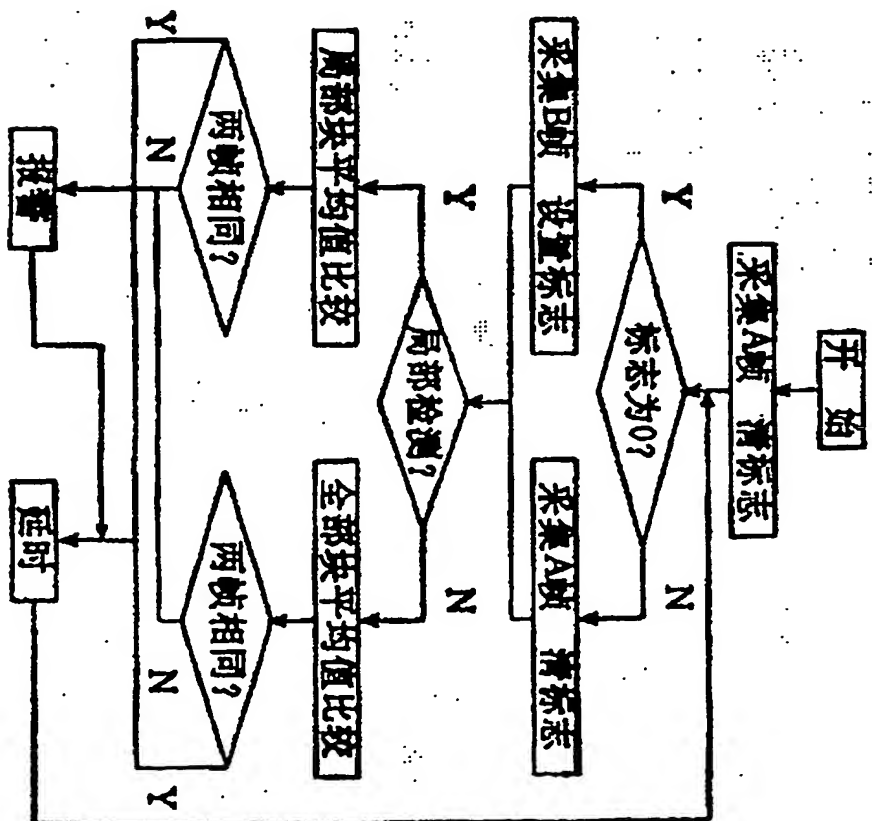 开 始
采集A帧 清标志
标志为0?
Y
N
采集B帧 设置标志
采集A帧 清标志
局部检测?
Y
N
局部块平均值比较
全部块平均值比较
两帧相同?
两帧相同?
Y
N
N
Y
报警
延时